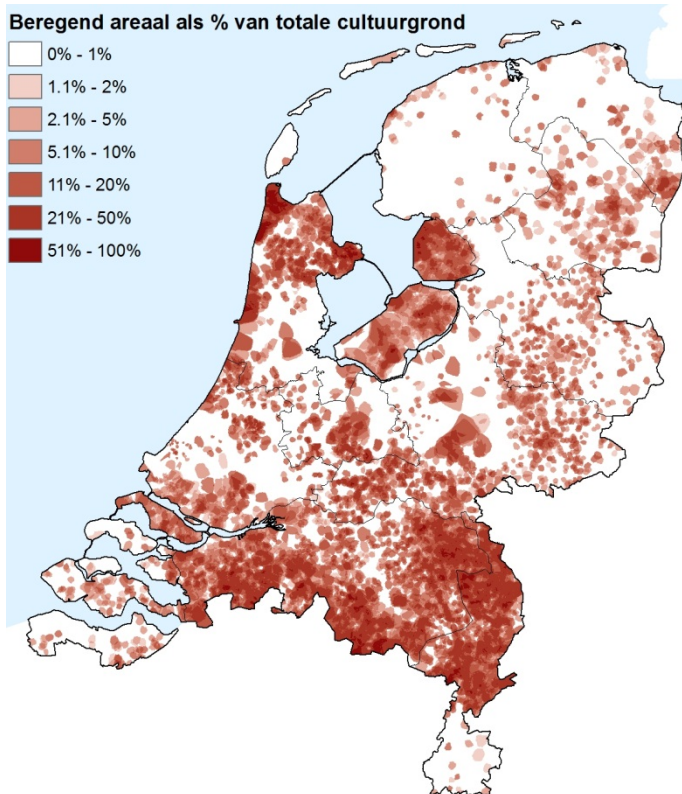 Beregend areaal als % van totale cultuurgrond
0% - 1%
1.1% - 2%
2.1% - 5%
5.1% - 10%
11% - 20%
21% - 50%
51% - 100%